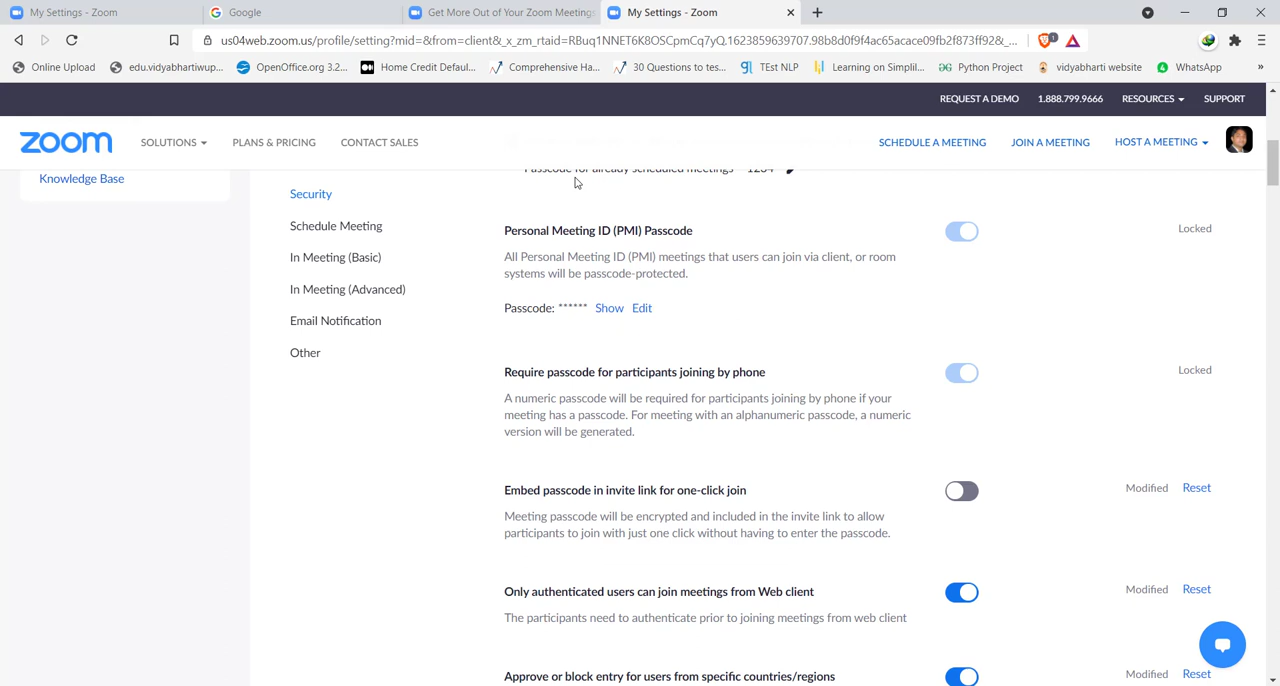 My Settings - Zoom
Google
Get More Out of Your Zoom Meetings
My Settings - Zoom
us04web.zoom.us/profile/setting?mid=&from=client&_x_zm_rtaid=RBuq1NNET6K8OSCpmCq7yQ.1623859639707.98b8d0f9f4ac65acace09fb2f873ff92&_...
1
Online Upload
edu.vidyabhartiwup...
OpenOffice.org 3.2...
Home Credit Defaul...
Comprehensive Ha...
30 Questions to tes...
TEst NLP
Learning on Simplil...
Python Project
vidyabharti website
WhatsApp
»
REQUEST A DEMO
1.888.799.9666
RESOURCES
SUPPORT
zoom
SOLUTIONS
PLANS & PRICING
CONTACT SALES
SCHEDULE A MEETING
JOIN A MEETING
HOST A MEETING
Knowledge Base
Security
Schedule Meeting
In Meeting (Basic)
In Meeting (Advanced)
Email Notification
Other
Passcode for already scheduled meetings 1234
Personal Meeting ID (PMI) Passcode
Locked
All Personal Meeting ID (PMI) meetings that users can join via client, or room
systems will be passcode-protected.
Passcode: ****** Show Edit
Require passcode for participants joining by phone
Locked
A numeric passcode will be required for participants joining by phone if your
meeting has a passcode. For meeting with an alphanumeric passcode, a numeric
version will be generated.
Embed passcode in invite link for one-click join
Modified Reset
Meeting passcode will be encrypted and included in the invite link to allow
participants to join with just one click without having to enter the passcode.
Only authenticated users can join meetings from Web client
Modified Reset
The participants need to authenticate prior to joining meetings from web client
Approve or block entry for users from specific countries/regions
Modified Reset